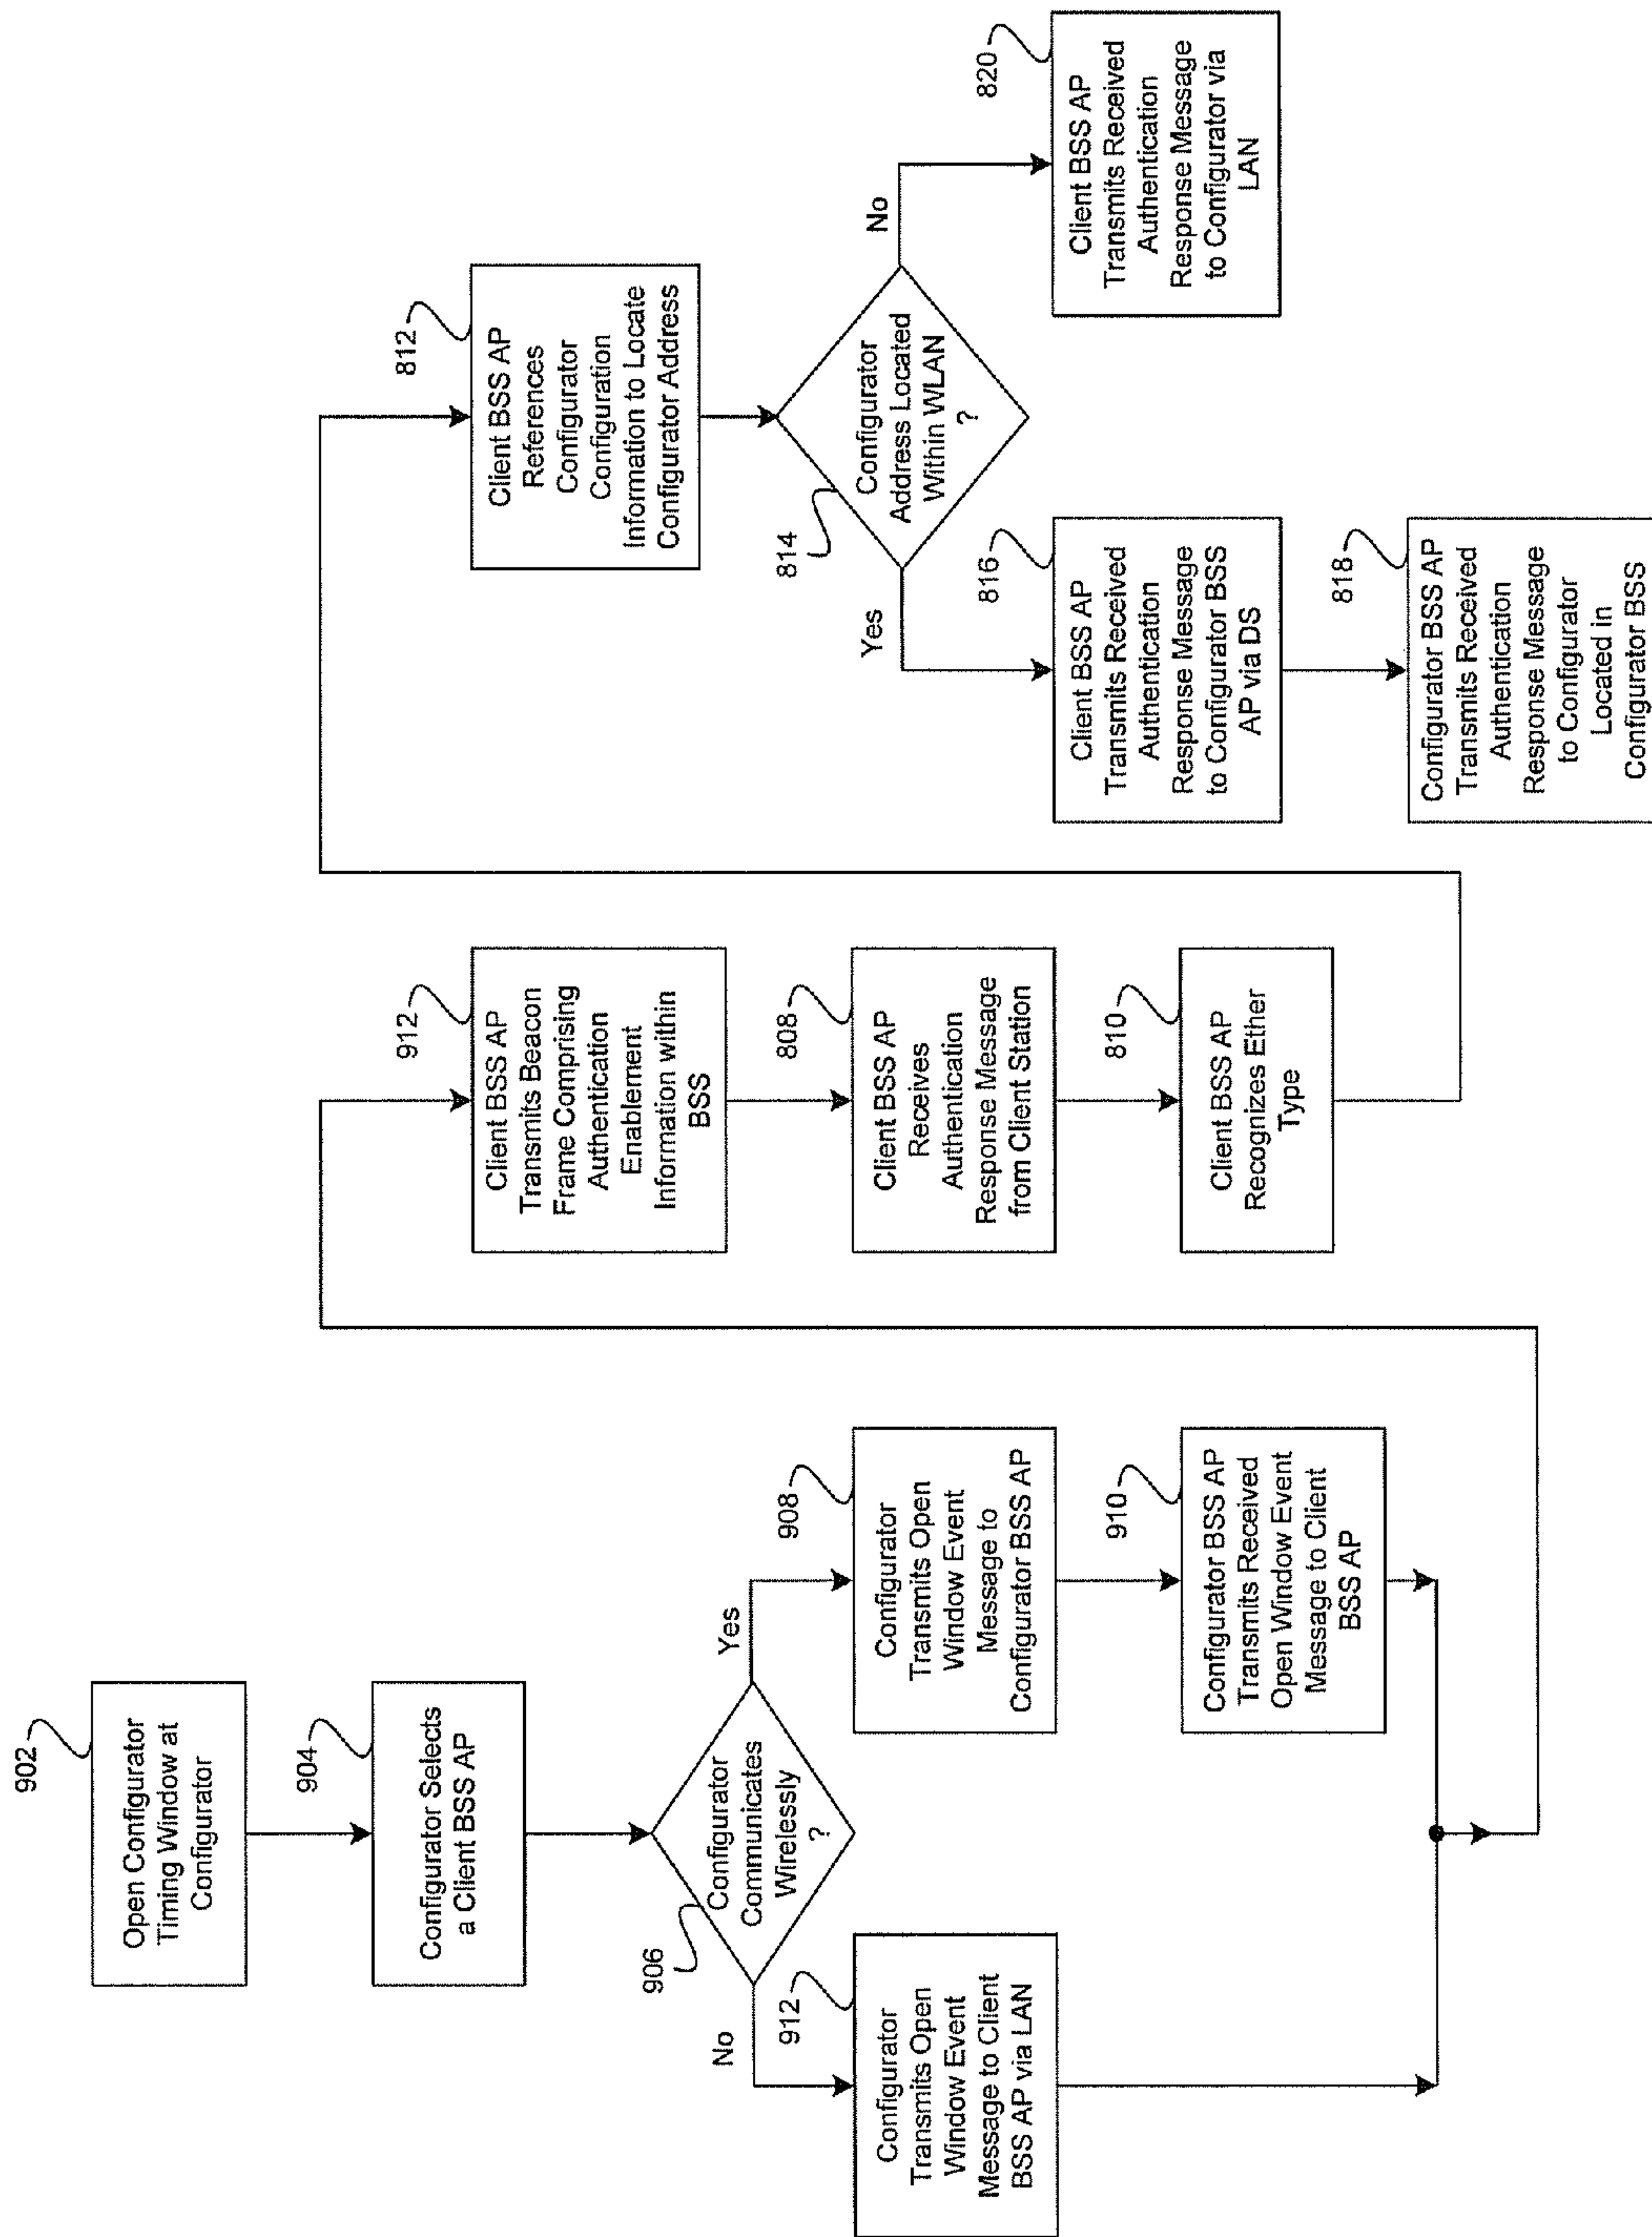 902
Open Configurator
Timing Window at
Configurator
904
Configurator Selects
a Client BSS AP
906
Configurator
Communicates
Wirelessly
?
No
Yes
912
Configurator
Transmits Open
Window Event
Message to Client
BSS AP via LAN
908
Configurator
Transmits Open
Window Event
Message to
Configurator BSS AP
910
Configurator BSS AP
Transmits Received
Open Window Event
Message to Client
BSS AP
912
Client BSS AP
Transmits Beacon
Frame Comprising
Authentication
Enablement
Information within
BSS
808
Client BSS AP
Receives
Authentication
Response Message
from Client Station
810
Client BSS AP
Recognizes Ether
Type
812
Client BSS AP
References
Configurator
Configuration
Information to Locate
Configurator Address
814
Configurator
Address Located
Within WLAN
?
Yes
No
816
Client BSS AP
Transmits Received
Authentication
Response Message
to Configurator BSS
AP via DS
818
Configurator BSS AP
Transmits Received
Authentication
Response Message
to Configurator
Located in
Configurator BSS
820
Client BSS AP
Transmits Received
Authentication
Response Message
to Configurator via
LAN